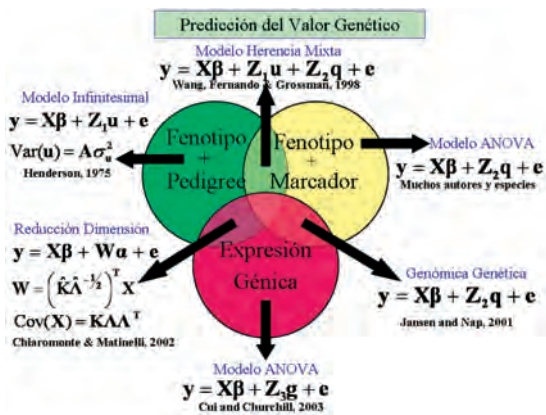 Predicción del Valor Genético
Modelo Herencia Mixta
y = Xβ + Z₁u + Z₂q + e
Wang, Fernando & Grossman, 1998
Modelo Infinitesimal
y = Xβ + Z₁u + e
Var(u) = Aσ²ᵤ
Henderson, 1975
Fenotipo
+
Pedigree
Fenotipo
+
Marcador
Modelo ANOVA
y = Xβ + Z₂q + e
Muchos autores y especies
Reducción Dimensión
y = Xβ + Wα + e
W = (K̂Λ̂^-1/2)^T X
Cov(X) = KΛΛ^T
Chiaromonte & Matinelli, 2002
Expresión
Génica
Genómica Genética
y = Xβ + Z₂q + e
Jansen and Nap, 2001
Modelo ANOVA
y = Xβ + Z₃g + e
Cui and Churchill, 2003